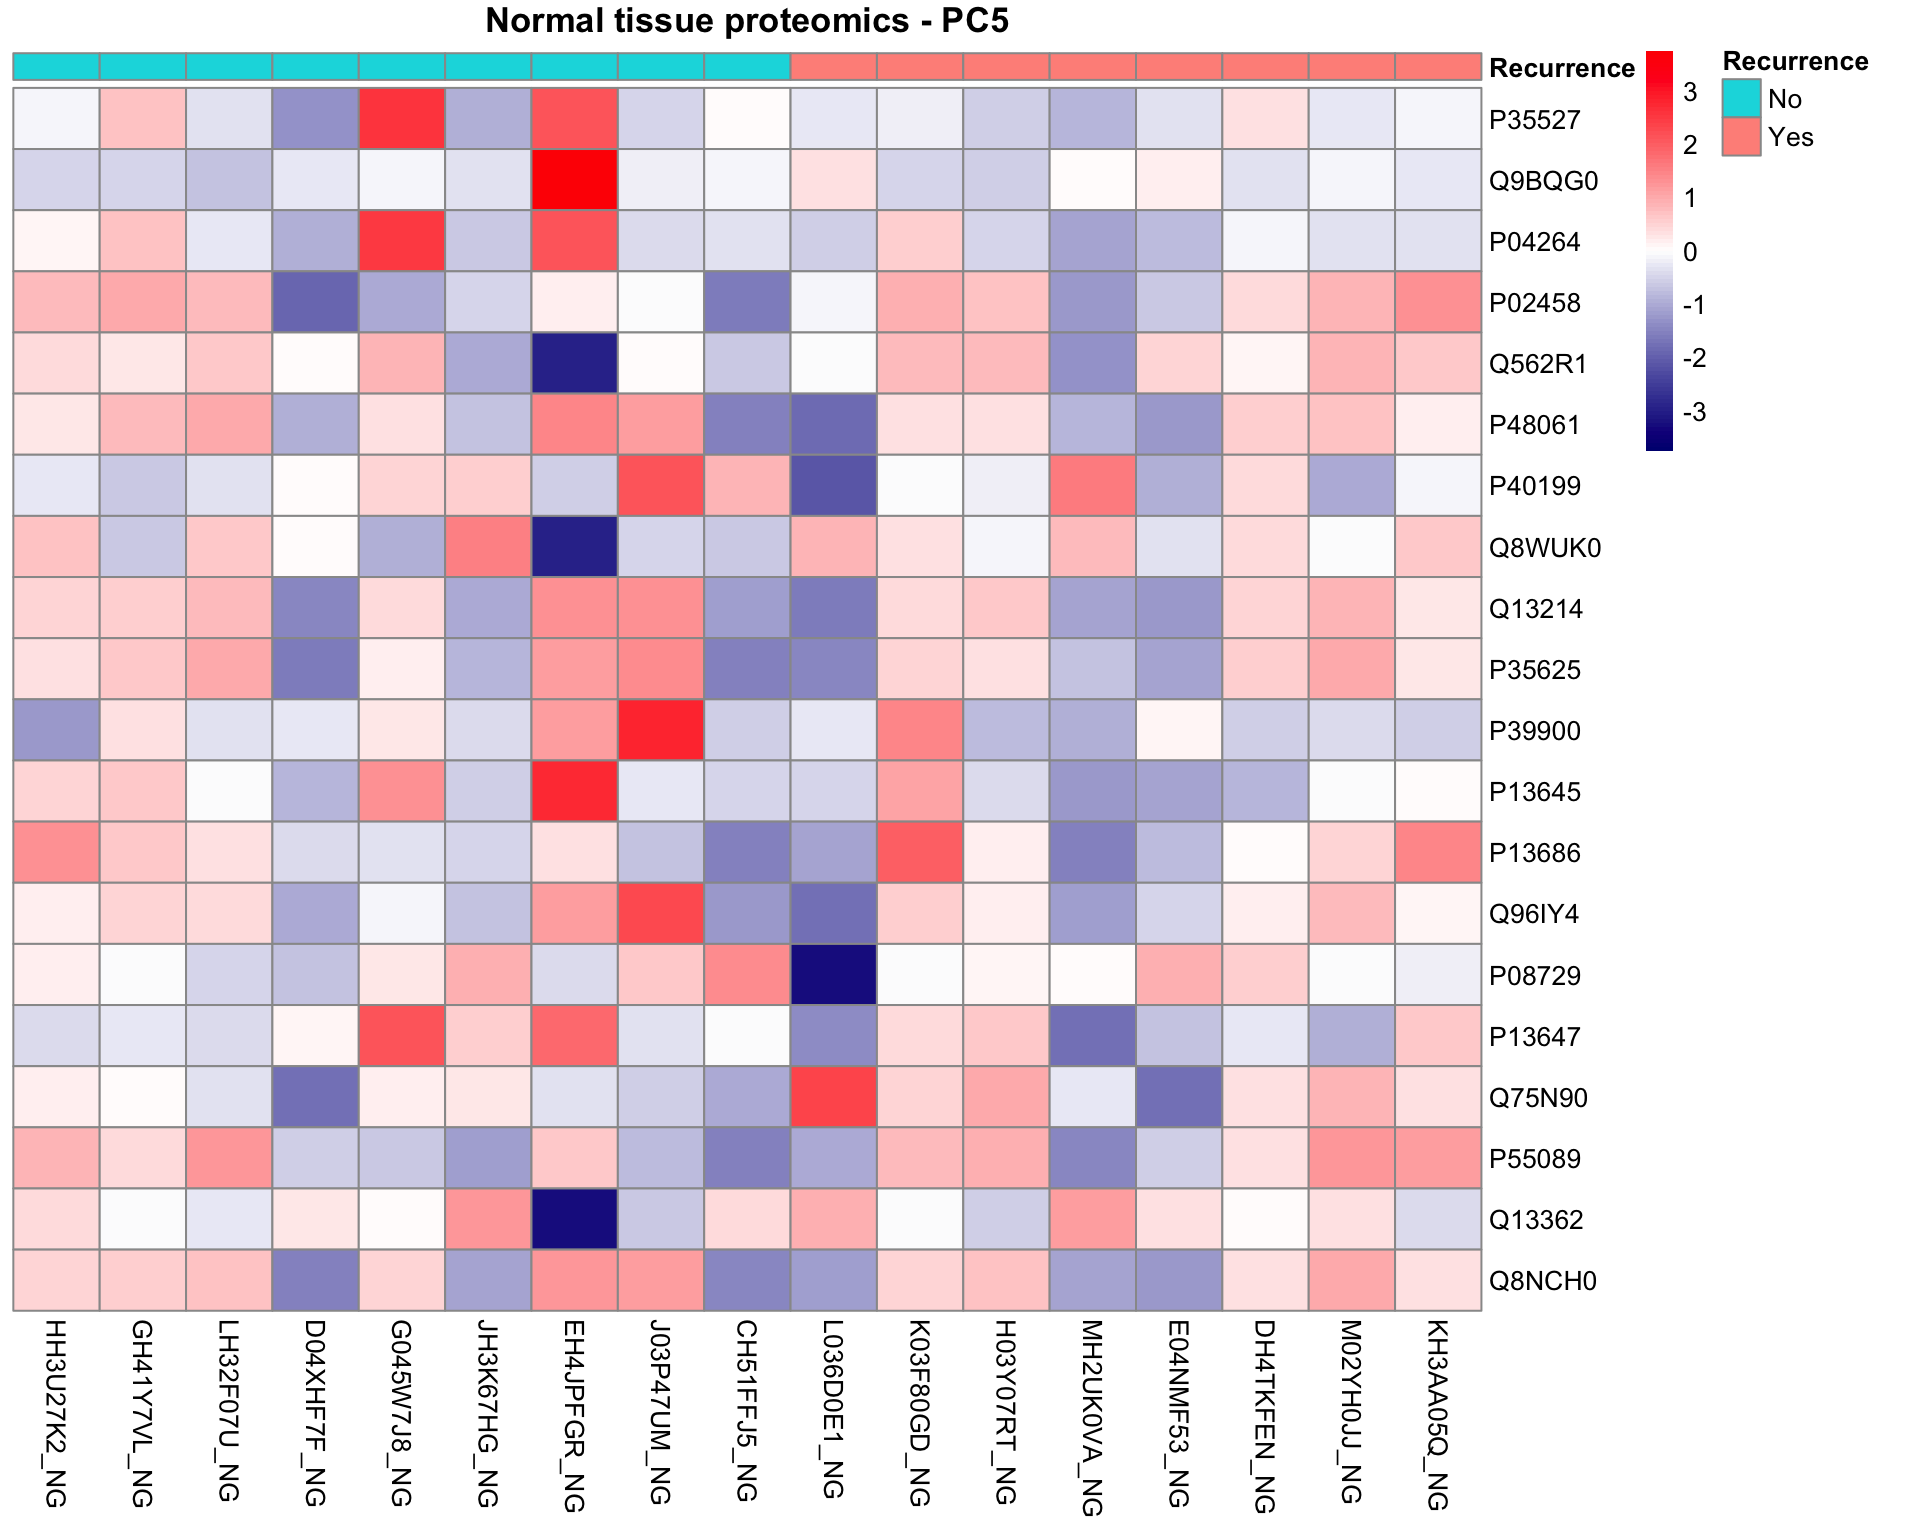 Normal tissue proteomics - PC5
Recurrence
3
2
1
0
-1
-2
-3
Recurrence
No
Yes
P35527
Q9BQG0
P04264
P02458
Q562R1
P48061
P40199
Q8WUK0
Q13214
P35625
P39900
P13645
P13686
Q96IY4
P08729
P13647
Q75N90
P55089
Q13362
Q8NCH0
HH3U27K2_NG
GH41Y7VL_NG
LH32F07U_NG
D04XHF7F_NG
G045W7J8_NG
JH3K67HG_NG
EH4JPFGR_NG
J03P47UM_NG
CH51FFJ5_NG
L036D0E1_NG
K03F80GD_NG
H03Y07RT_NG
MH2UK0VA_NG
E04NMF53_NG
DH4TKFEN_NG
M02YH0JJ_NG
KH3AA05Q_NG